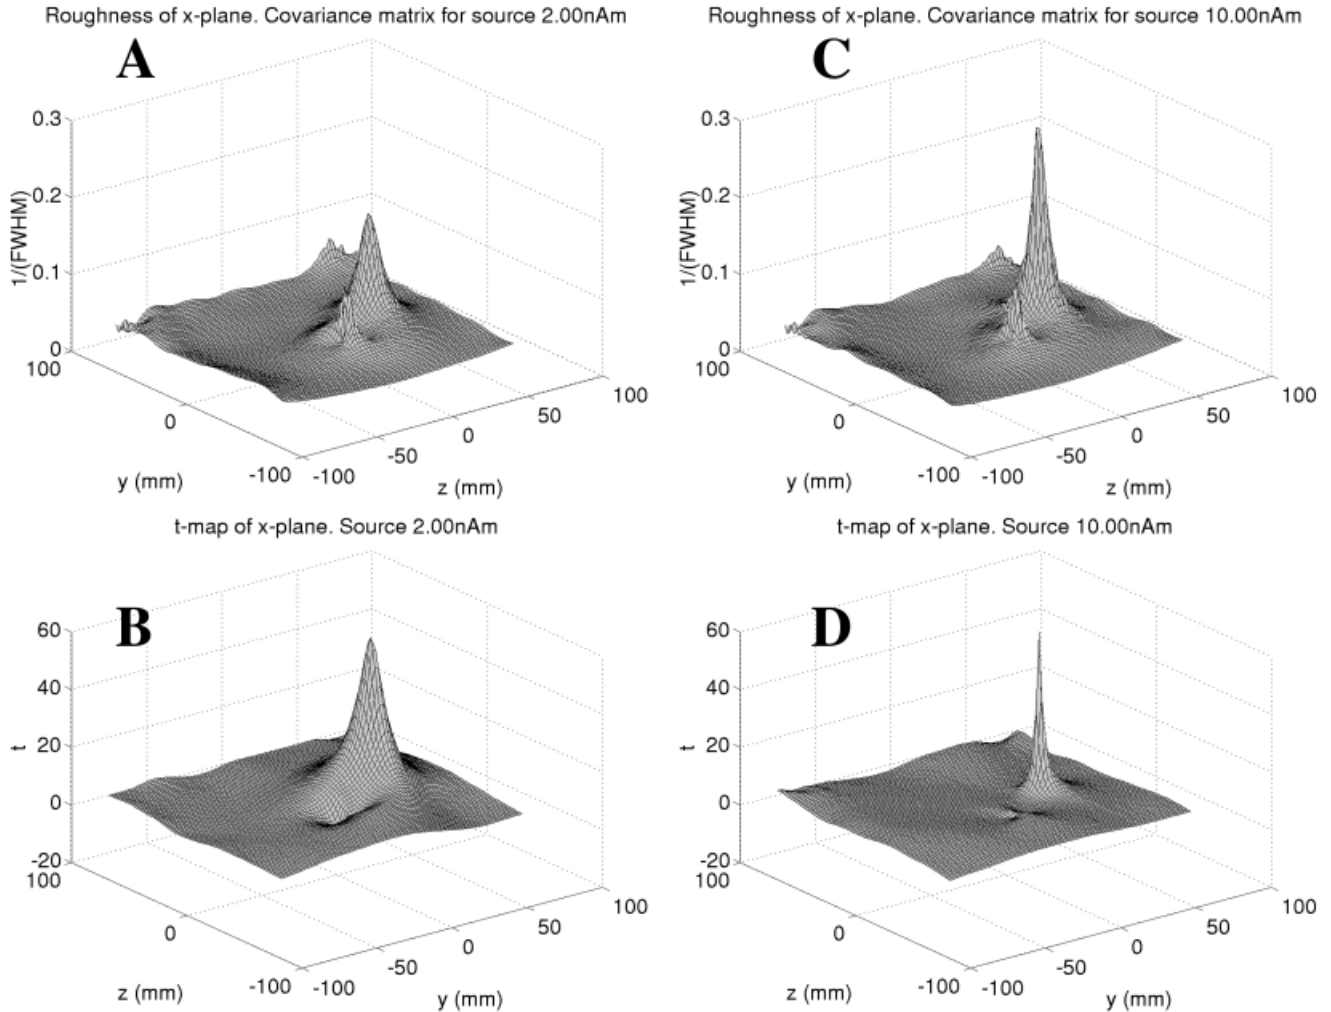 Roughness of x-plane. Covariance matrix for source 2.00nAm
A
0.3
0.2
0.1
0
1/(FWHM)
100
0
-100
y (mm)
-100
-50
0
50
100
z (mm)
Roughness of x-plane. Covariance matrix for source 10.00nAm
C
0.3
0.2
0.1
0
1/(FWHM)
100
0
-100
y (mm)
-100
-50
0
50
100
z (mm)
t-map of x-plane. Source 2.00nAm
B
60
40
20
0
-20
t
100
0
-100
z (mm)
-100
-50
0
50
100
y (mm)
t-map of x-plane. Source 10.00nAm
D
60
40
20
0
-20
t
100
0
-100
z (mm)
-100
-50
0
50
100
y (mm)